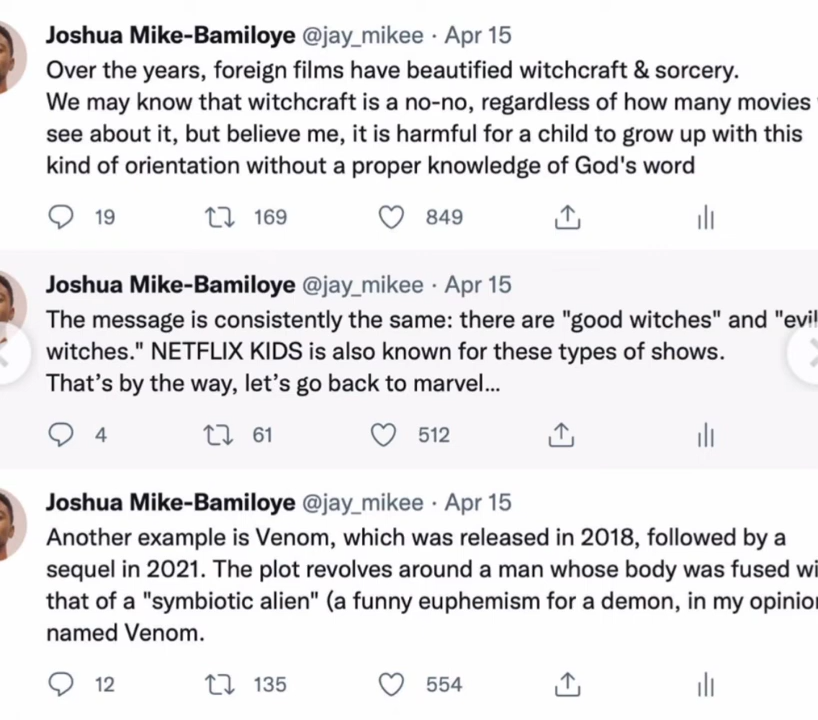 Joshua Mike-Bamiloye @jay_mikee · Apr 15
Over the years, foreign films have beautified witchcraft & sorcery.
We may know that witchcraft is a no-no, regardless of how many movies
see about it, but believe me, it is harmful for a child to grow up with this
kind of orientation without a proper knowledge of God's word
19 169 849
Joshua Mike-Bamiloye @jay_mikee · Apr 15
The message is consistently the same: there are "good witches" and "evil
witches." NETFLIX KIDS is also known for these types of shows.
That’s by the way, let’s go back to marvel...
4 61 512
Joshua Mike-Bamiloye @jay_mikee · Apr 15
Another example is Venom, which was released in 2018, followed by a
sequel in 2021. The plot revolves around a man whose body was fused wi
that of a "symbiotic alien" (a funny euphemism for a demon, in my opinio
named Venom.
12 135 554